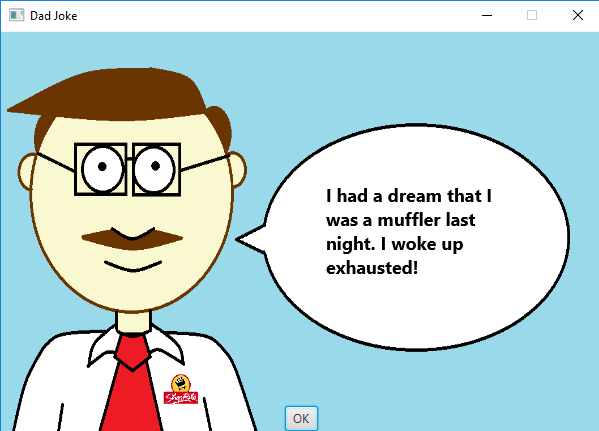 Dad Joke
I had a dream that I
was a muffler last
night. I woke up
exhausted!
ShopRite
OK